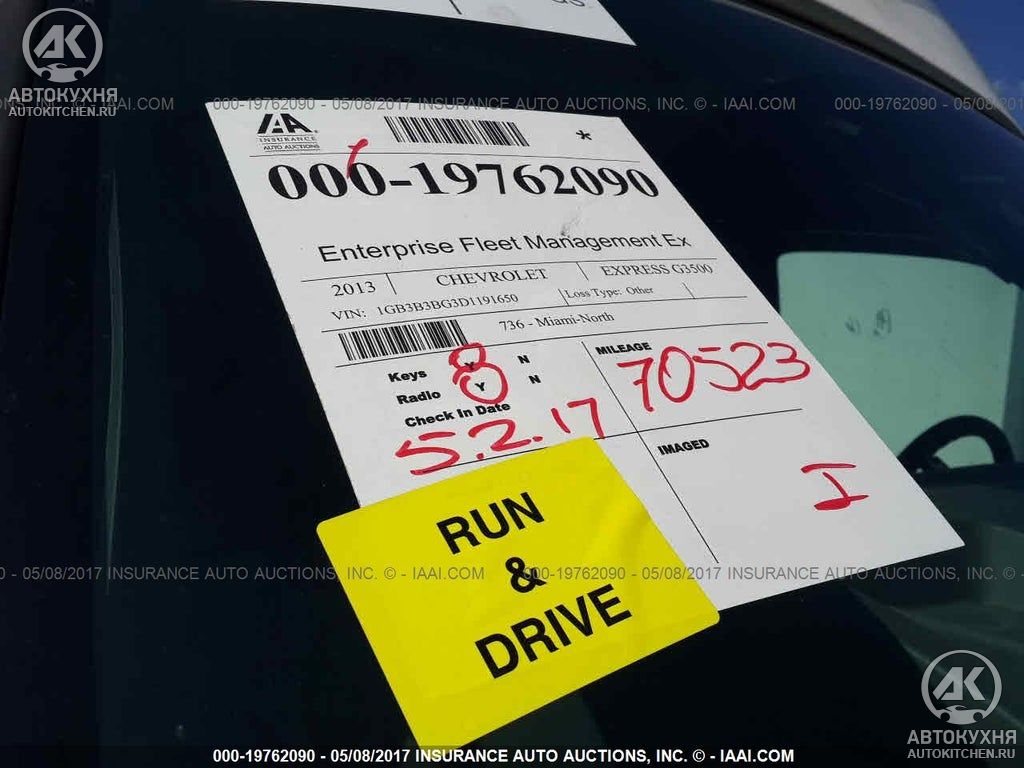 AK
АВТОКУХНЯ
AUTOKITCHEN.RU
000-19762090 - 05/08/2017 INSURANCE AUTO AUCTIONS, INC. © - IAAI.COM
IAA
INSURANCE
AUTO AUCTIONS
*
000-19762090
Enterprise Fleet Management Ex
2013 CHEVROLET EXPRESS G3500
VIN: 1GB3B3BG3D1191650 Loss Type: Other
736 - Miami-North
Keys Y N
Radio Y N
Check In Date
5.2.17
MILEAGE
70523
IMAGED
I
RUN
&
DRIVE
0 - 05/08/2017 INSURANCE AUTO AUCTIONS, INC. © - IAAI.COM 000-19762090 - 05/08/2017 INSURANCE AUTO AUCTIONS, INC. ©
AK
АВТОКУХНЯ
AUTOKITCHEN.RU
000-19762090 - 05/08/2017 INSURANCE AUTO AUCTIONS, INC. © - IAAI.COM